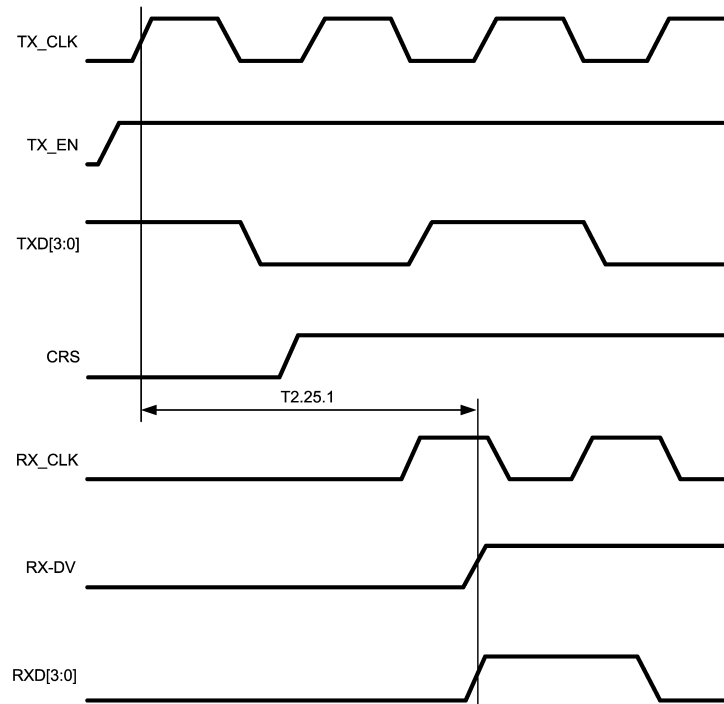 TX_CLK
TX_EN
TXD[3:0]
CRS
T2.25.1
RX_CLK
RX-DV
RXD[3:0]